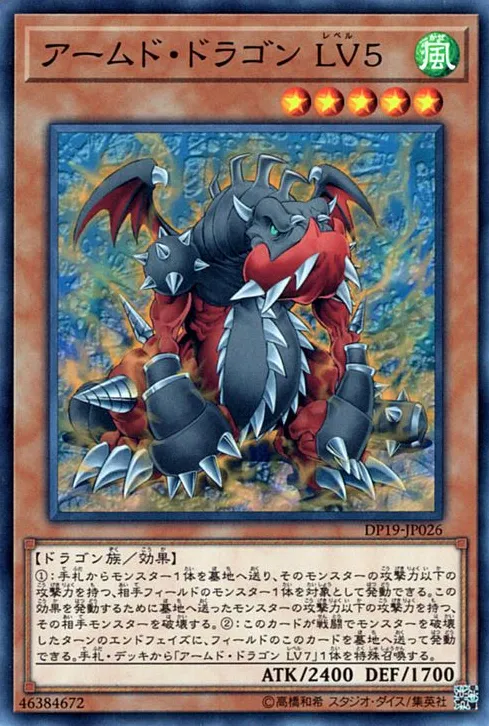 アームド・ドラゴン LV5
レベル
風
かぜ
DP19-JP026
【ドラゴン族／効果】
①：手札からモンスター1体を墓地へ送り、そのモンスターの攻撃力以下の
攻撃力を持つ、相手フィールドのモンスター1体を対象として発動できる。この
効果を発動するために墓地へ送ったモンスターの攻撃力以下の攻撃力を持つ、
その相手モンスターを破壊する。②：このカードが戦闘でモンスターを破壊
したターンのエンドフェイズに、フィールドのこのカードを墓地へ送って発動
できる。手札・デッキから「アームド・ドラゴン LV7」1体を特殊召喚する。
ATK/2400 DEF/1700
46384672
©高橋和希 スタジオ・ダイス/集英社